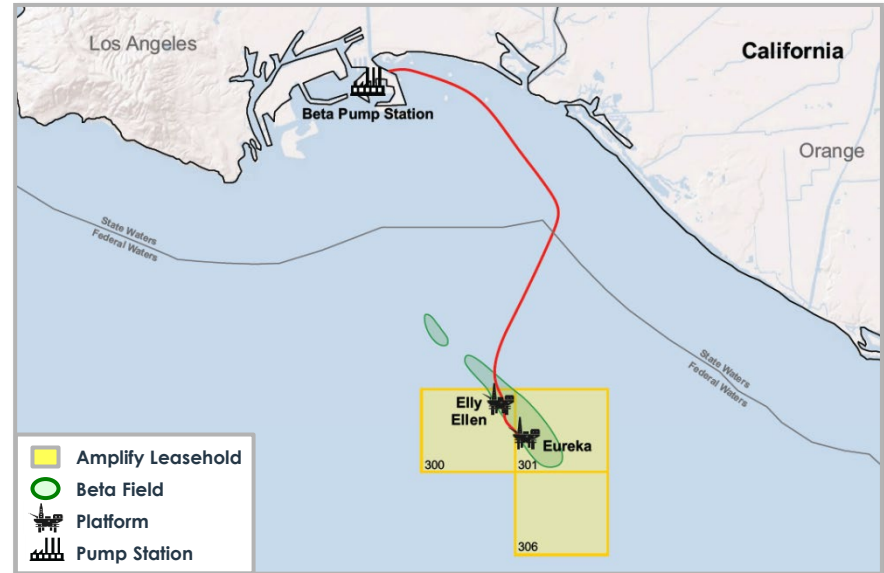 Los Angeles
California
Beta Pump Station
Orange
State Waters
Federal Waters
State Waters
Federal Waters
Elly
Ellen
Eureka
300
301
306
Amplify Leasehold
Beta Field
Platform
Pump Station